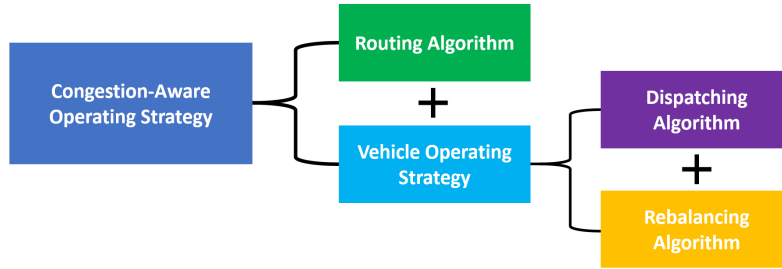 Congestion-Aware
Operating Strategy
Routing Algorithm
+
Vehicle Operating
Strategy
Dispatching
Algorithm
+
Rebalancing
Algorithm